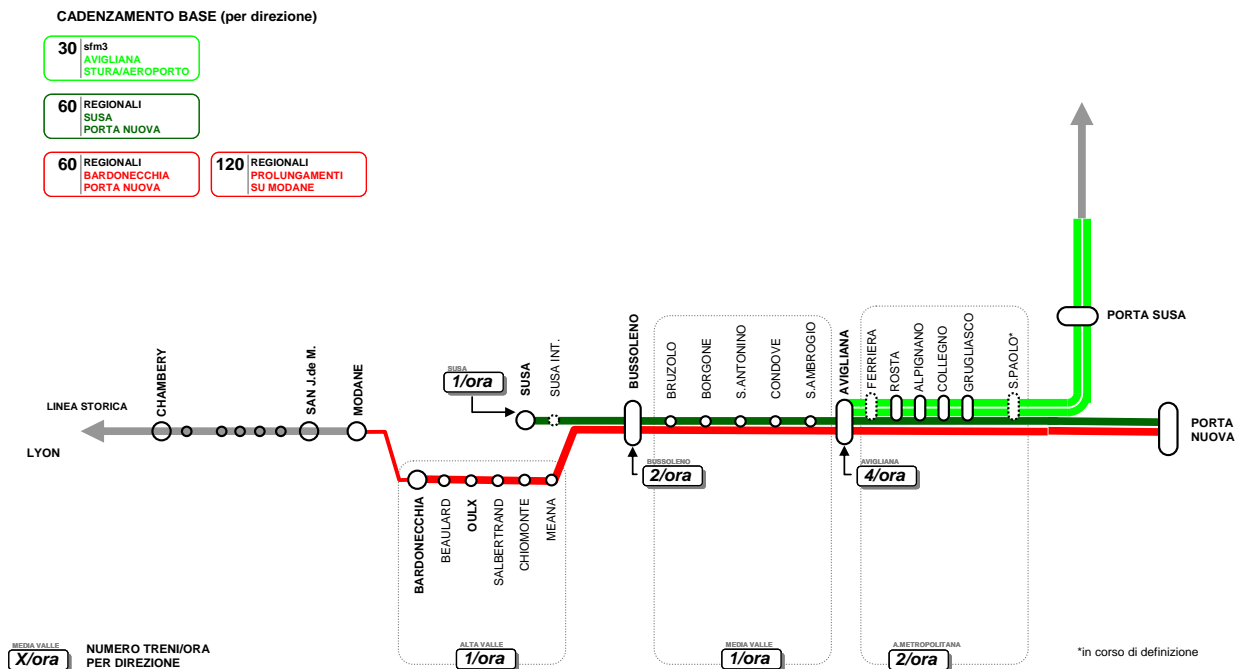 CADENZAMENTO BASE (per direzione)
30 sfm3
AVIGLIANA
STURA/AEROPORTO
60 REGIONALI
SUSA
PORTA NUOVA
60 REGIONALI
BARDONECCHIA
PORTA NUOVA
120 REGIONALI
PROLUNGAMENTI
SU MODANE
LINEA STORICA
LYON
CHAMBERY
SAN J.de M.
MODANE
SUSA
1/ora
SUSA
SUSA INT.
BUSSOLENO
BRUZOLO
BORGONE
S.ANTONINO
CONDOVE
S.AMBROGIO
AVIGLIANA
FERRIERA
ROSTA
ALPIGNANO
COLLEGNO
GRUGLIASCO
S.PAOLO*
PORTA SUSA
PORTA
NUOVA
BUSSOLENO
2/ora
AVIGLIANA
4/ora
BARDONECCHIA
BEAULARD
OULX
SALBERTRAND
CHIOMONTE
MEANA
MEDIA VALLE
X/ora
NUMERO TRENI/ORA
PER DIREZIONE
ALTA VALLE
1/ora
MEDIA VALLE
1/ora
A.METROPOLITANA
2/ora
*in corso di definizione